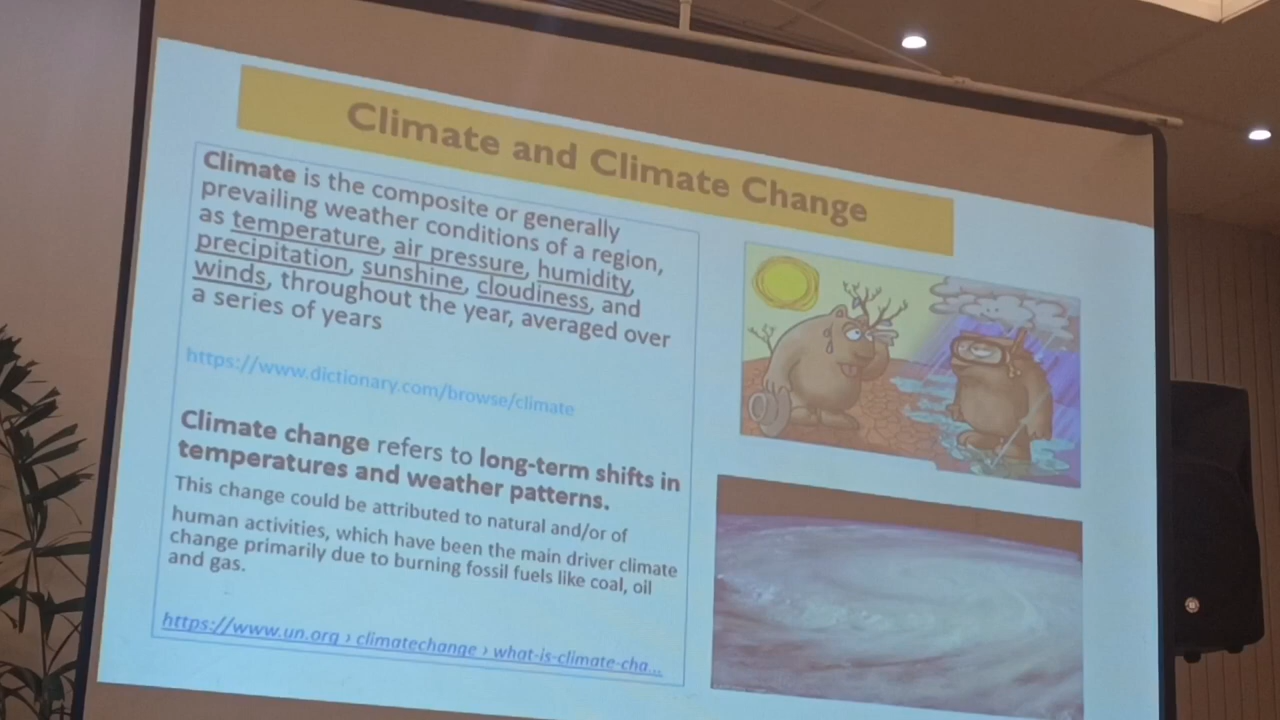 Climate and Climate Change
Climate is the composite or generally
prevailing weather conditions of a region,
as temperature, air pressure, humidity,
precipitation, sunshine, cloudiness, and
winds, throughout the year, averaged over
a series of years
https://www.dictionary.com/browse/climate
Climate change refers to long-term shifts in
temperatures and weather patterns.
This change could be attributed to natural and/or of
human activities, which have been the main driver climate
change primarily due to burning fossil fuels like coal, oil
and gas.
https://www.un.org › climatechange › what-is-climate-cha...